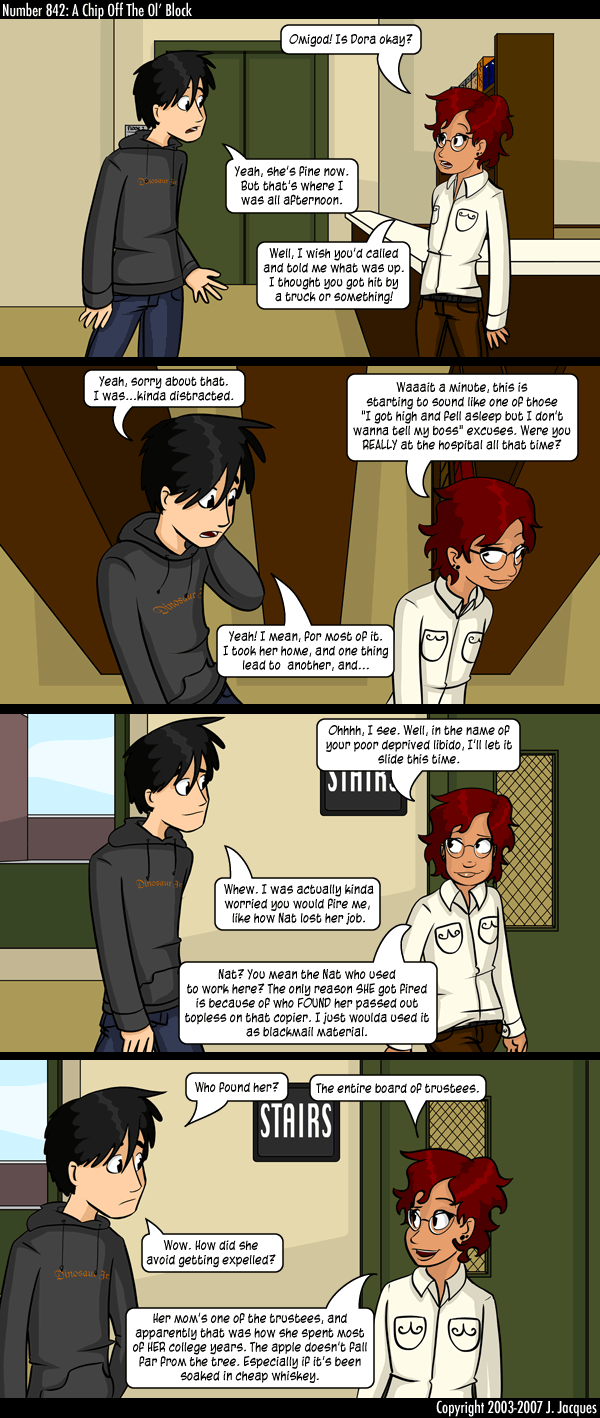 Number 842: A Chip Off The Ol' Block
Omigod! Is Dora okay?
Yeah, she's fine now.
But that's where I
was all afternoon.
Dinosaur Jr
Well, I wish you'd called
and told me what was up.
I thought you got hit by
a truck or something!
Yeah, sorry about that.
I was...kinda distracted.
Waaait a minute, this is
starting to sound like one of those
"I got high and fell asleep but I don't
wanna tell my boss" excuses. Were you
REALLY at the hospital all that time?
Dinosaur
Yeah! I mean, for most of it.
I took her home, and one thing
lead to another, and...
Ohhhh, I see. Well, in the name of
your poor deprived libido, I'll let it
slide this time.
STAIRS
Dinosaur Jr
Whew. I was actually kinda
worried you would fire me,
like how Nat lost her job.
Nat? You mean the Nat who used
to work here? The only reason SHE got fired
is because of who FOUND her passed out
topless on that copier. I just woulda used it
as blackmail material.
Who found her?
The entire board of trustees.
STAIRS
Wow. How did she
avoid getting expelled?
Dinosaur Jr
Her mom's one of the trustees, and
apparently that was how she spent most
of HER college years. The apple doesn't fall
far from the tree. Especially if it's been
soaked in cheap whiskey.
Copyright 2003-2007 J. Jacques